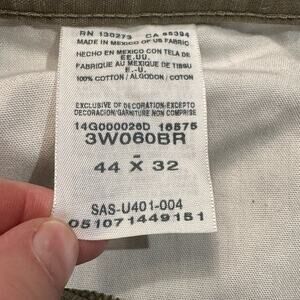 RN 130273 CA 55394
MADE IN MEXICO OF US FABRIC
HECHO EN MEXICO CON TELA DE
EE.UU.
FABRIQUE AU MEXIQUE DE TISSU
E.-U.
100% COTTON / ALGODON / COTON
EXCLUSIVE OF DECORATION-EXCEPTO
DECORACION/GARNITURE NON COMPRISE
14G000026D 16575
3W060BR
-
44 X 32
SAS-U401-004
051071449151